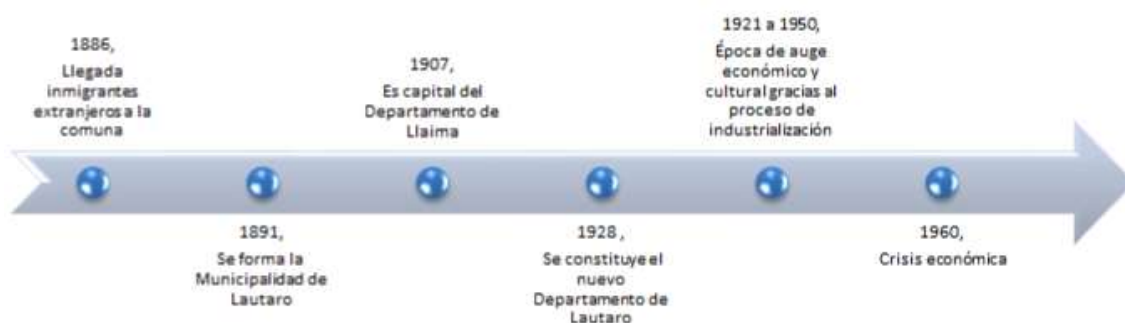 1886,
Llegada
inmigrantes
extranjeros a la
comuna
1891,
Se forma la
Municipalidad de
Lautaro
1907,
Es capital del
Departamento de
Llaima
1928 ,
Se constituye el
nuevo
Departamento de
Lautaro
1921 a 1950,
Época de auge
económico y
cultural gracias al
proceso de
industrialización
1960,
Crisis económica